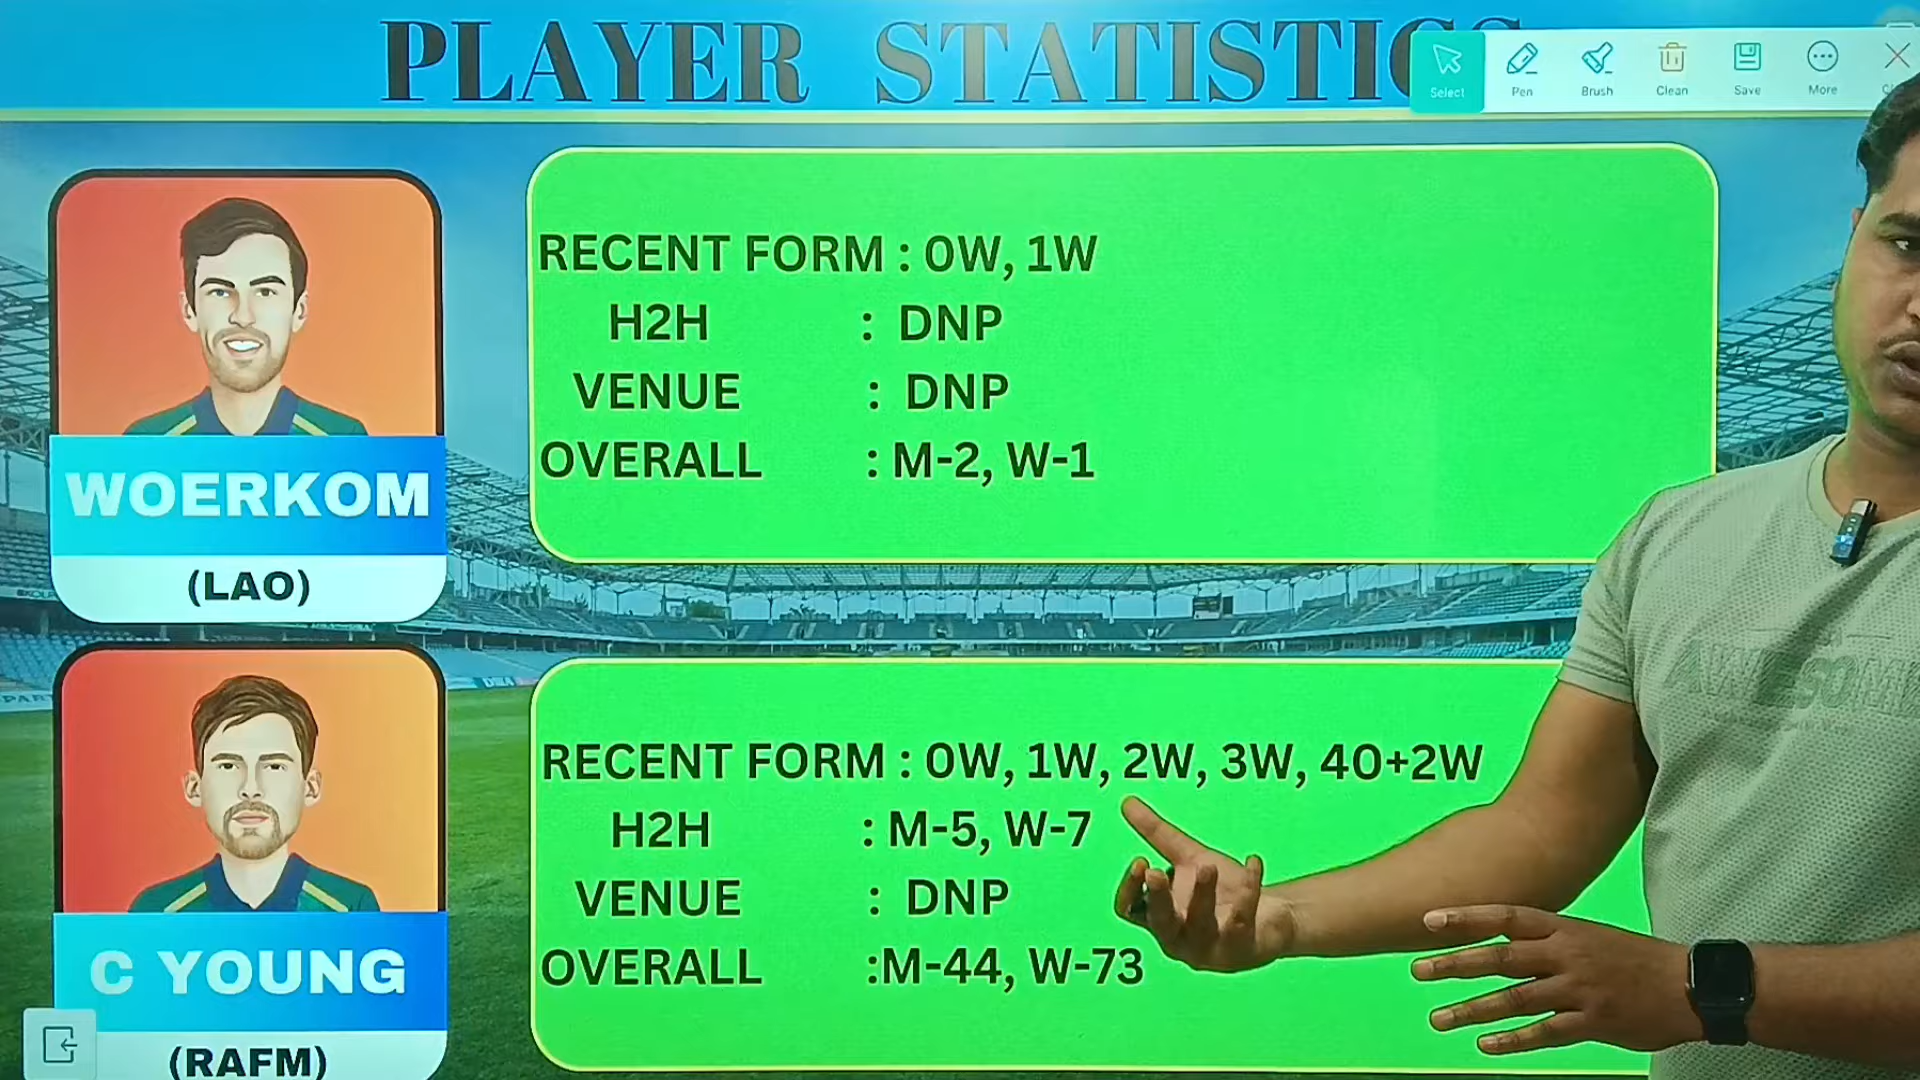 PLAYER STATISTICS
Select Pen Brush Clean Save More
RECENT FORM : 0W, 1W
H2H : DNP
VENUE : DNP
OVERALL : M-2, W-1
WOERKOM
(LAO)
RECENT FORM : 0W, 1W, 2W, 3W, 40+2W
H2H : M-5, W-7
VENUE : DNP
OVERALL :M-44, W-73
C YOUNG
(RAFM)